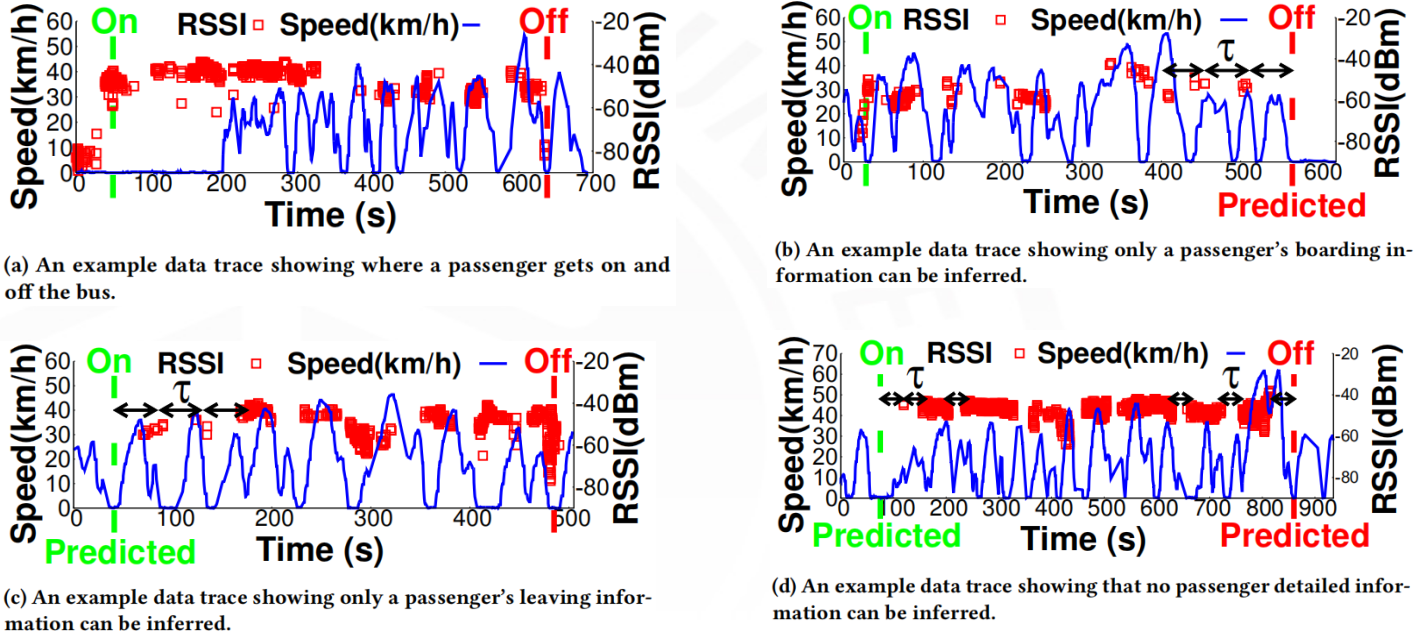 On
RSSI
Speed(km/h)
Off
Speed(km/h)
60
50
40
30
20
10
0
-20
-40
-60
-80
RSSI(dBm)
0 100 200 300 400 500 600 700
Time (s)
(a) An example data trace showing where a passenger gets on and
off the bus.
On
RSSI
Speed(km/h)
Off
Speed(km/h)
60
50
40
30
20
10
0
τ
-20
-40
-60
-80
RSSI(dBm)
0 100 200 300 400 500 600
Time (s)
Predicted
(b) An example data trace showing only a passenger's boarding in-
formation can be inferred.
On
RSSI
Speed(km/h)
Off
Speed(km/h)
60
50
40
30
20
10
0
τ
-20
-40
-60
-80
RSSI(dBm)
0 100 200 300 400 500
Predicted
Time (s)
(c) An example data trace showing only a passenger's leaving infor-
mation can be inferred.
On
RSSI
Speed(km/h)
Off
Speed(km/h)
70
60
50
40
30
20
10
0
τ
τ
-20
-40
-60
-80
RSSI(dBm)
0 100 200 300 400 500 600 700 800 900
Predicted
Time (s)
Predicted
(d) An example data trace showing that no passenger detailed infor-
mation can be inferred.